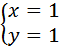 x = 1
y = 1